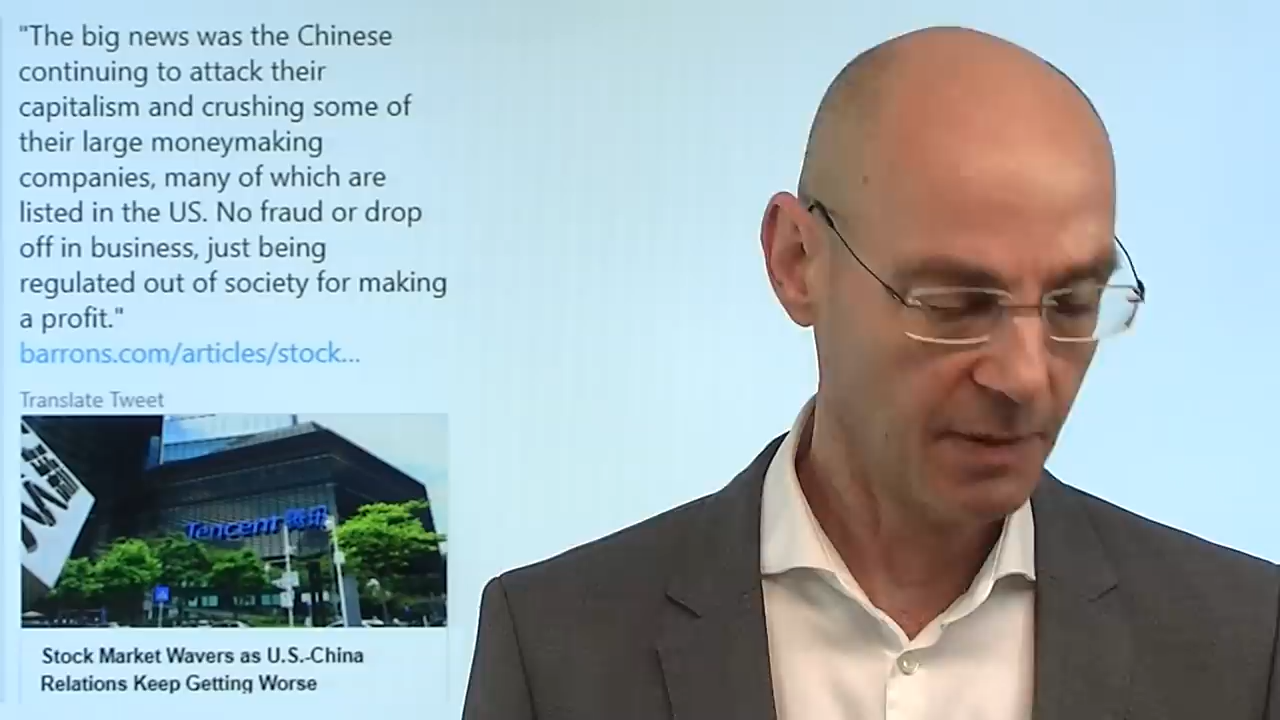 "The big news was the Chinese
continuing to attack their
capitalism and crushing some of
their large moneymaking
companies, many of which are
listed in the US. No fraud or drop
off in business, just being
regulated out of society for making
a profit."
barrons.com/articles/stock...
Translate Tweet
Tencent 腾讯
Stock Market Wavers as U.S.-China
Relations Keep Getting Worse